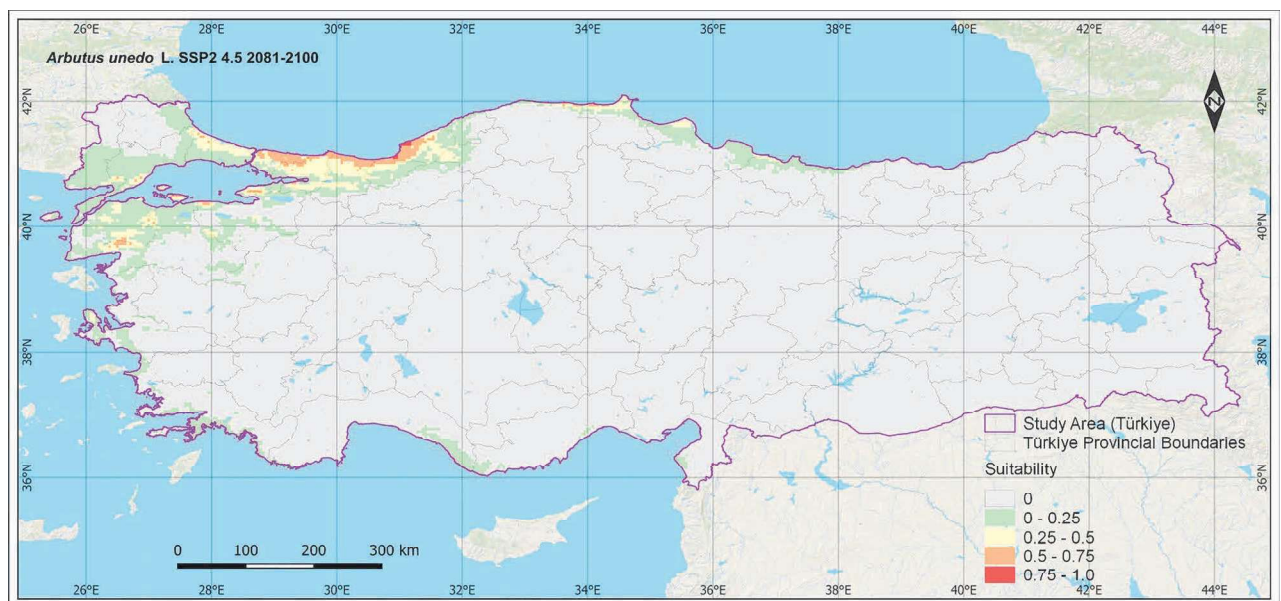 26°E 28°E 30°E 32°E 34°E 36°E 38°E 40°E 42°E 44°E
Arbutus unedo L. SSP2 4.5 2081-2100
42°N 42°N
N
40°N 40°N
38°N 38°N
Study Area (Türkiye)
Türkiye Provincial Boundaries
Suitability
36°N 36°N
0
0 - 0.25
0.25 - 0.5
0.5 - 0.75
0.75 - 1.0
0 100 200 300 km
26°E 28°E 30°E 32°E 34°E 36°E 38°E 40°E 42°E 44°E